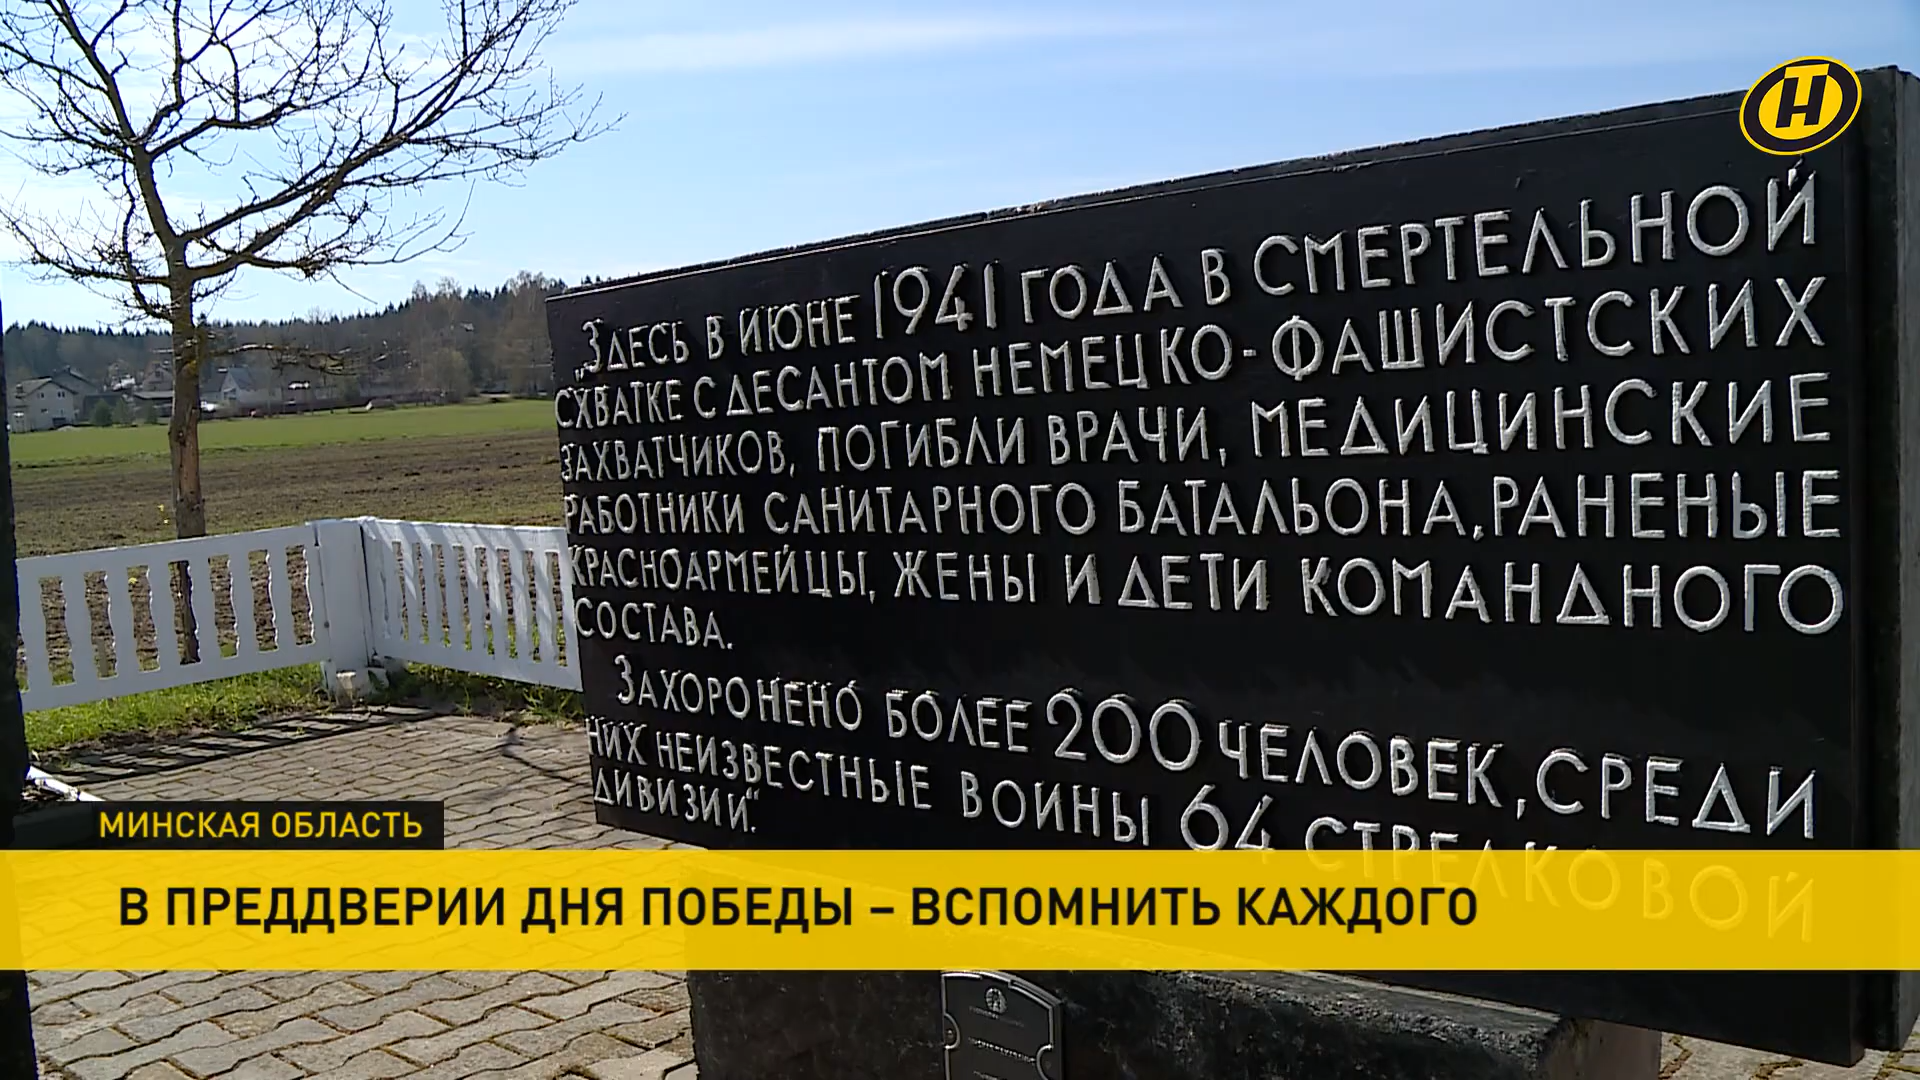 ТН
„Здесь в июне 1941 года в смертельной
схватке с десантом немецко-фашистских
захватчиков, погибли врачи, медицинские
работники санитарного батальона, раненые
красноармейцы, жены и дети командного
состава.
Захоронено более 200 человек, среди
них неизвестные воины 64 стрелковой
дивизии.“
МИНСКАЯ ОБЛАСТЬ
В ПРЕДДВЕРИИ ДНЯ ПОБЕДЫ – ВСПОМНИТЬ КАЖДОГО